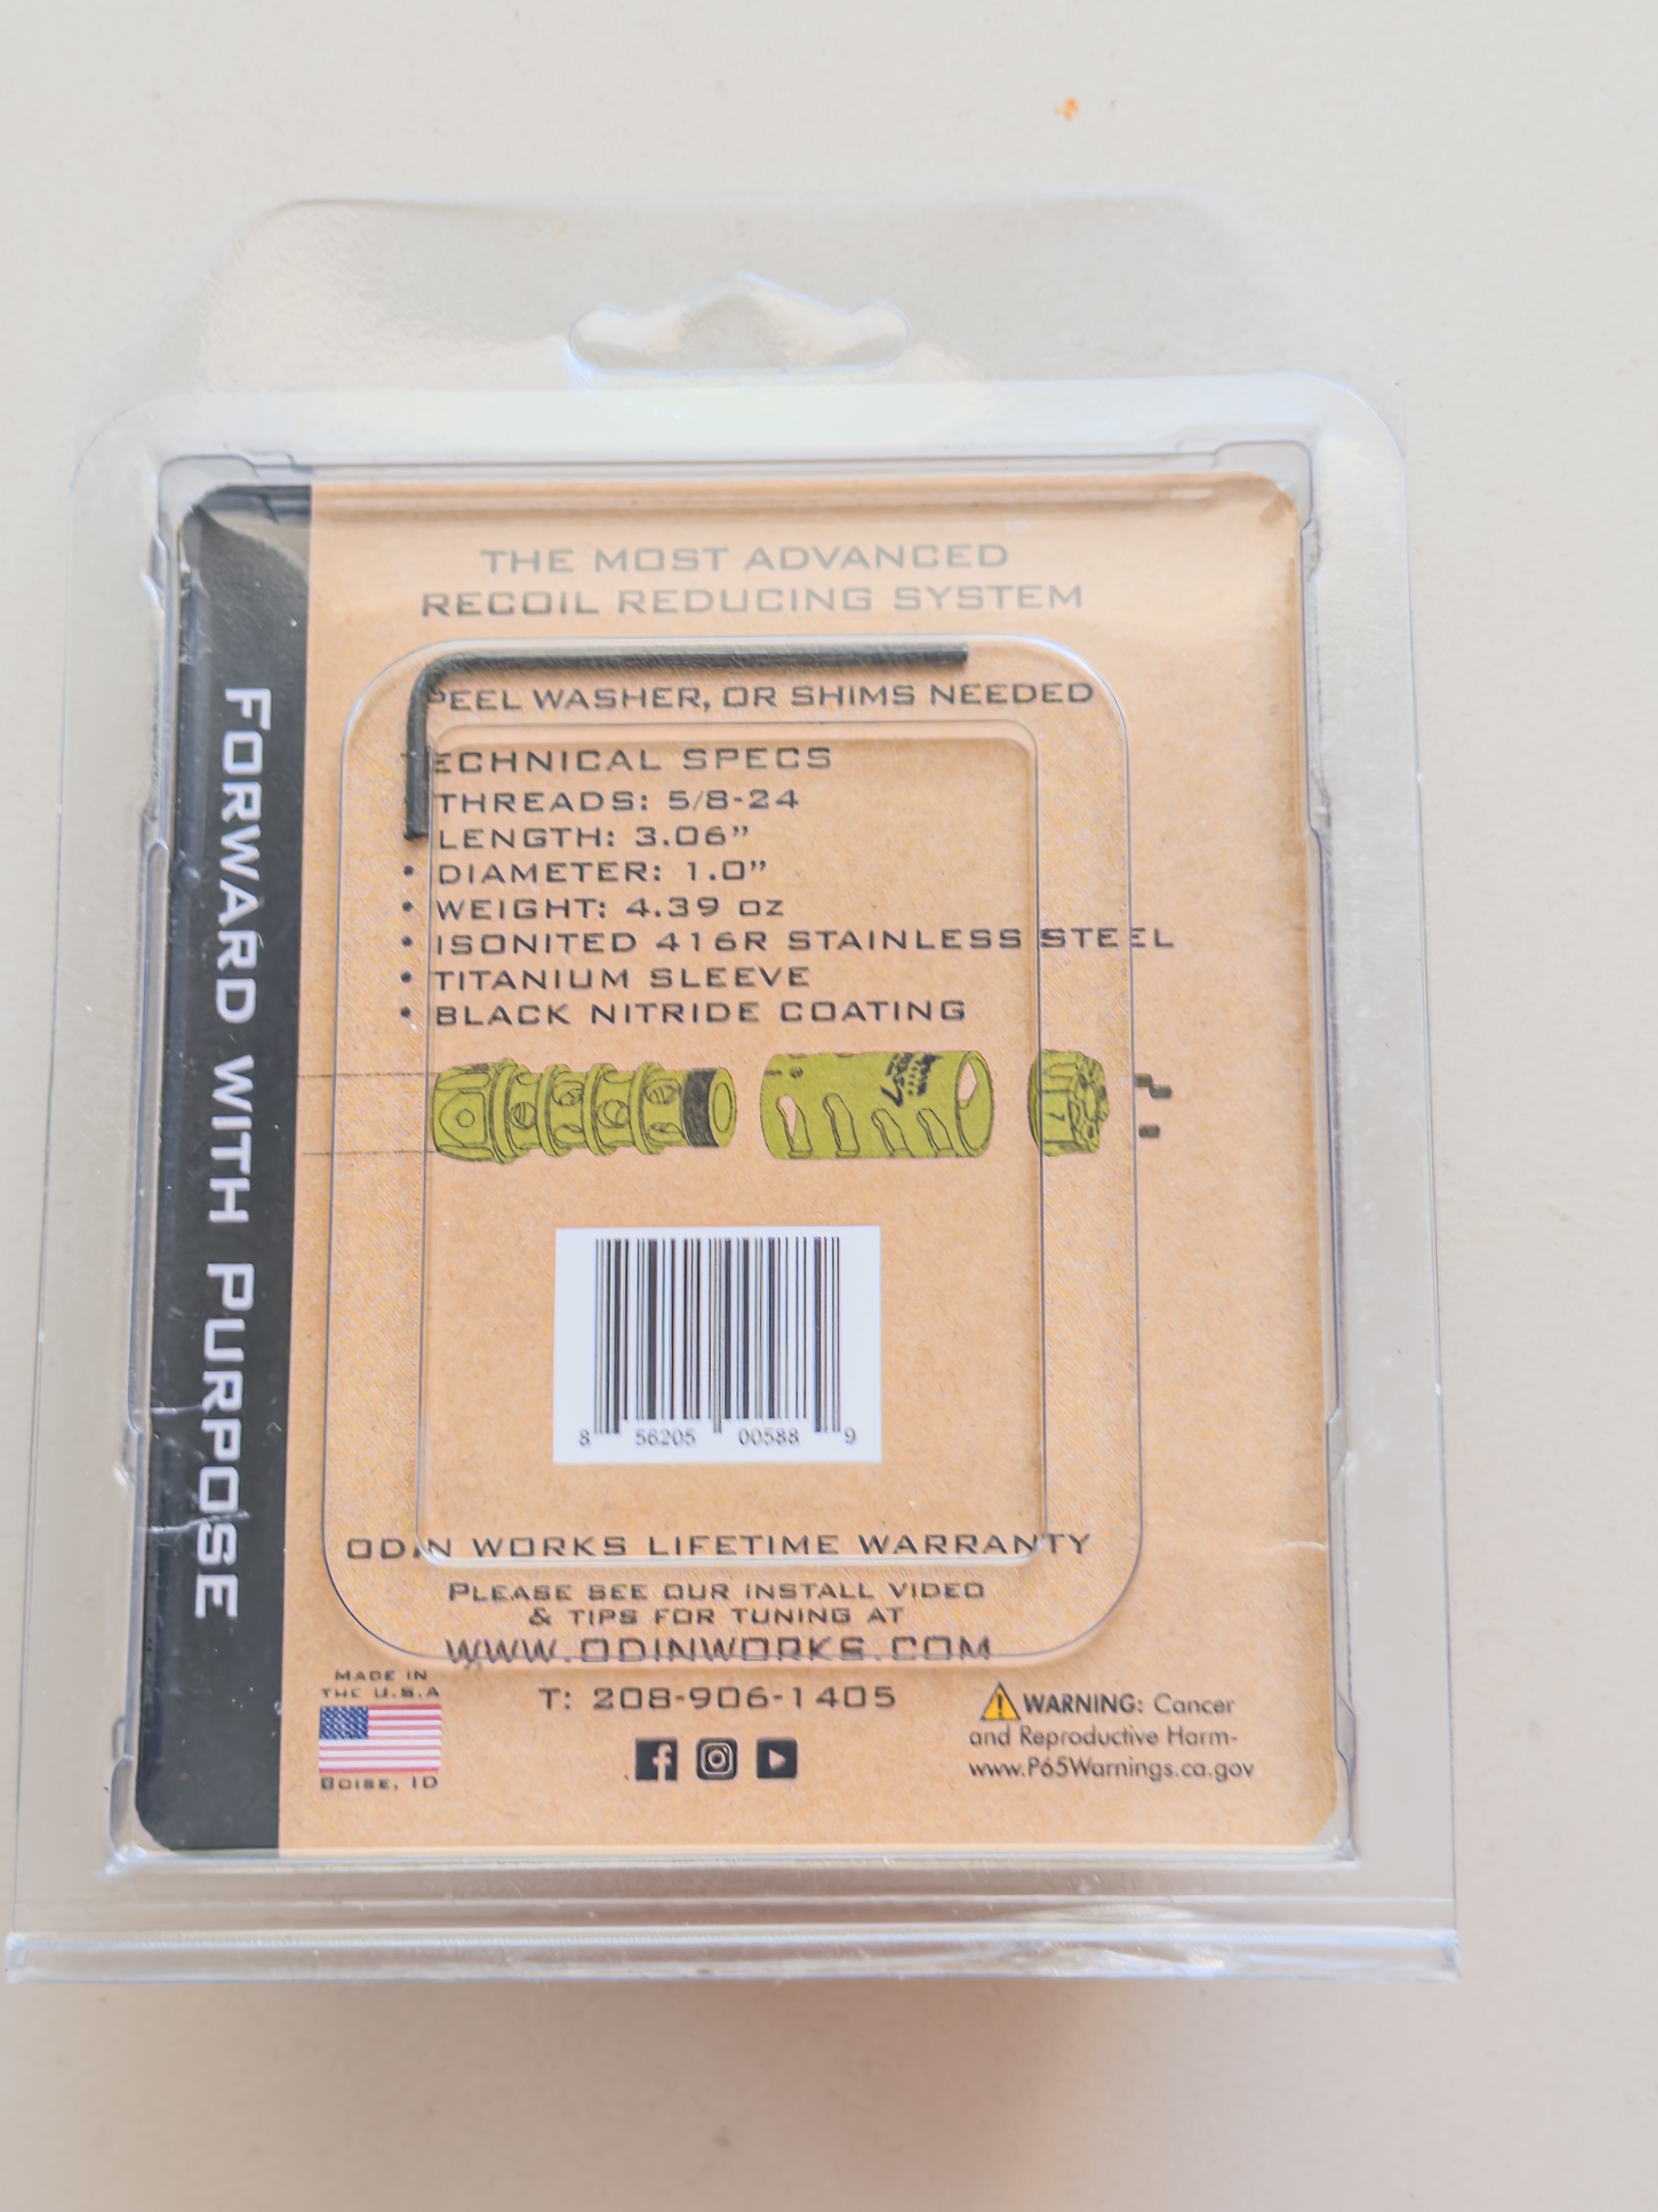 THE MOST ADVANCED
RECOIL REDUCING SYSTEM
PEEL WASHER, OR SHIMS NEEDED
TECHNICAL SPECS
THREADS: 5/8-24
LENGTH: 3.06”
• DIAMETER: 1.0”
• WEIGHT: 4.39 oz
• ISONITED 416R STAINLESS STEEL
• TITANIUM SLEEVE
• BLACK NITRIDE COATING
8 56205 00588 9
ODIN WORKS LIFETIME WARRANTY
PLEASE SEE OUR INSTALL VIDEO
& TIPS FOR TUNING AT
WWW.ODINWORKS.COM
T: 208-906-1405
MADE IN
THE U.S.A
BOISE, ID
WARNING: Cancer
and Reproductive Harm-
www.P65Warnings.ca.gov
FORWARD WITH PURPOSE